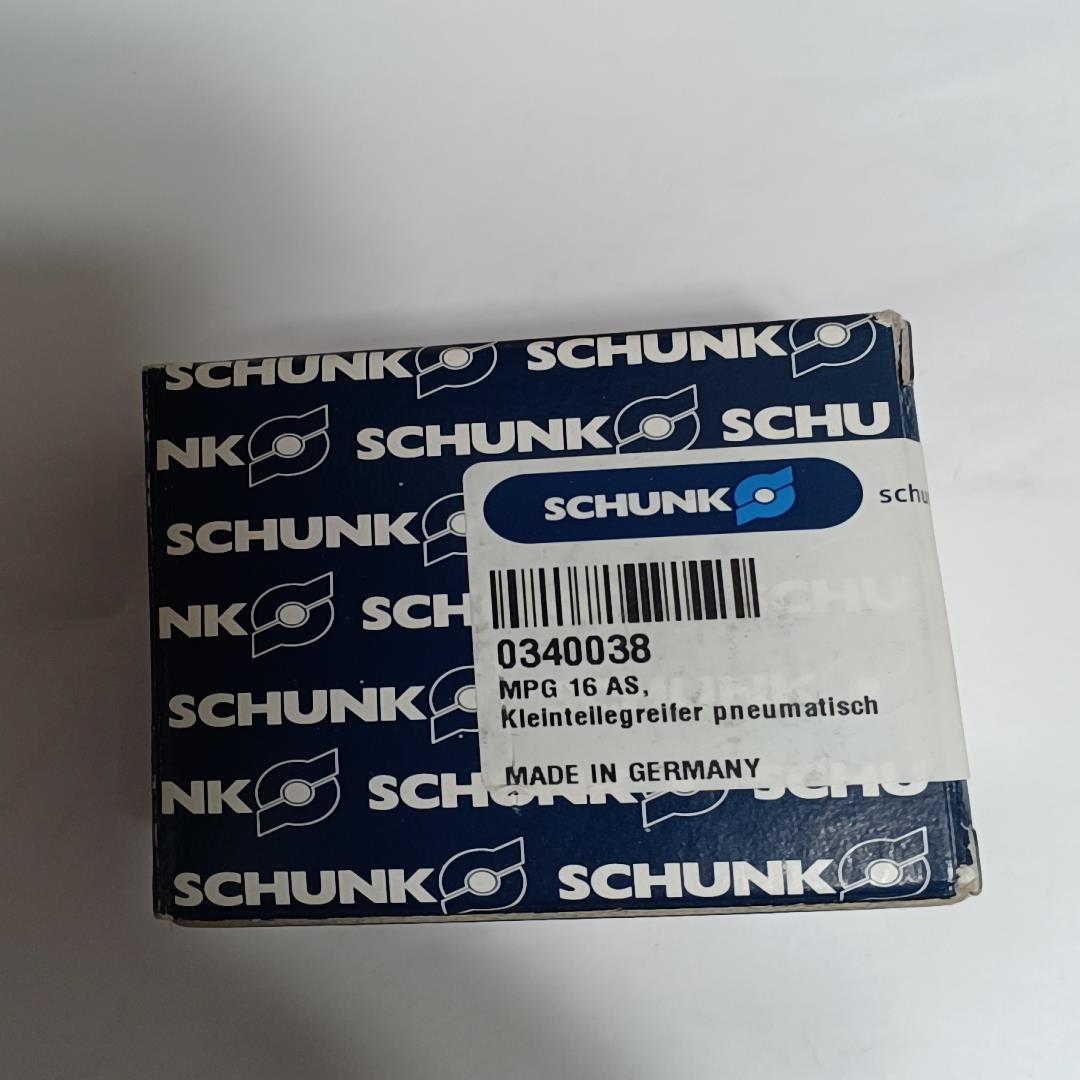 SCHUNK SCHUNK
NK SCHUNK SCHU
SCHUNK
NK SCH
SCHUNK
NK SCHUNK SCHU
SCHUNK SCHUNK
SCHUNK
0340038
MPG 16 AS,
Kleinteilegreifer pneumatisch
MADE IN GERMANY